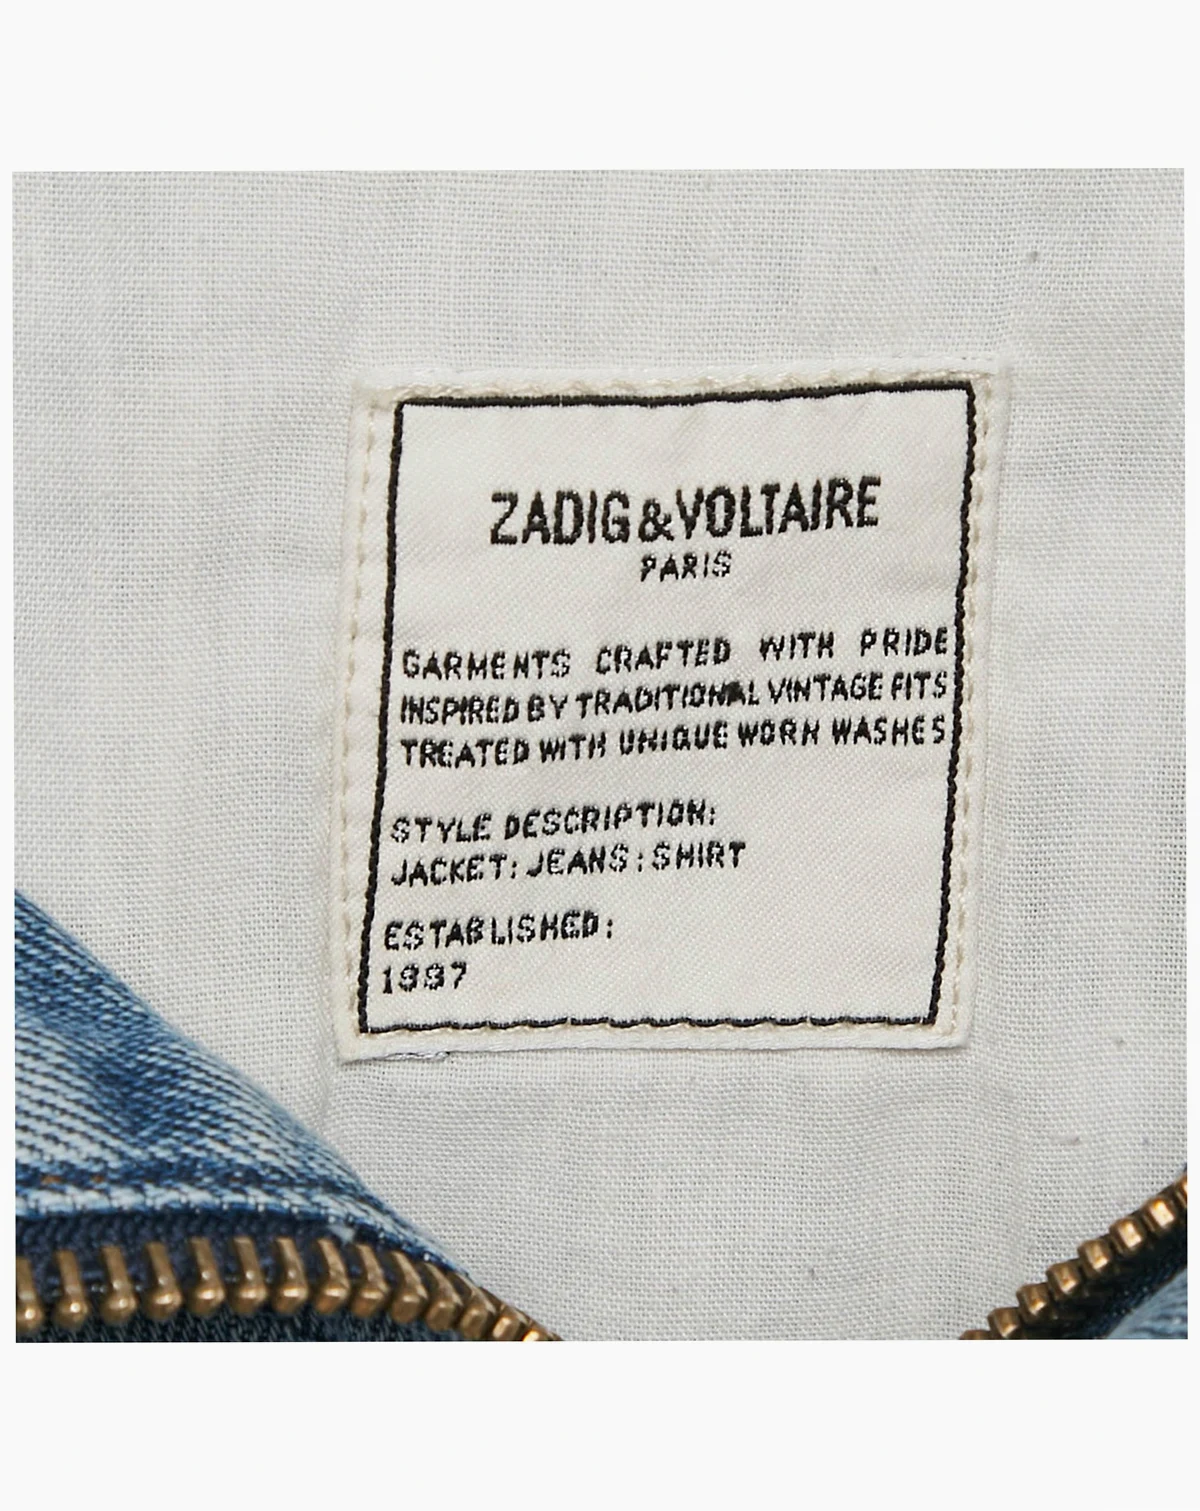 ZADIG&VOLTAIRE
PARIS
GARMENTS CRAFTED WITH PRIDE
INSPIRED BY TRADITIONAL VINTAGE FITS
TREATED WITH UNIQUE WORN WASHES
STYLE DESCRIPTION:
JACKET: JEANS: SHIRT
ESTABLISHED:
1997